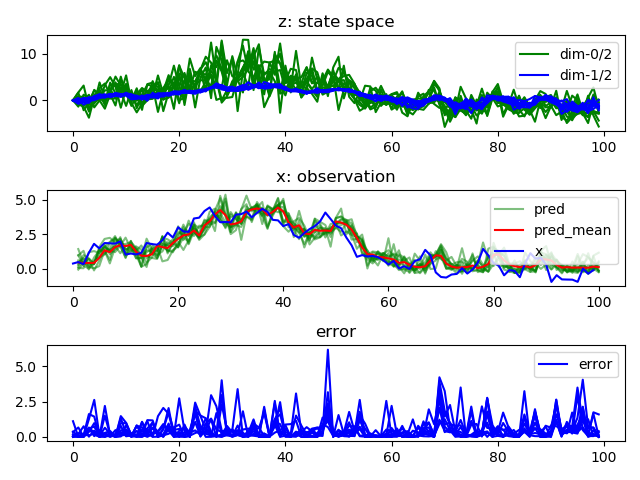 z: state space
10
0
dim-0/2
dim-1/2
0 20 40 60 80 100
x: observation
5.0
2.5
0.0
pred
pred_mean
x
0 20 40 60 80 100
error
5.0
2.5
0.0
error
0 20 40 60 80 100